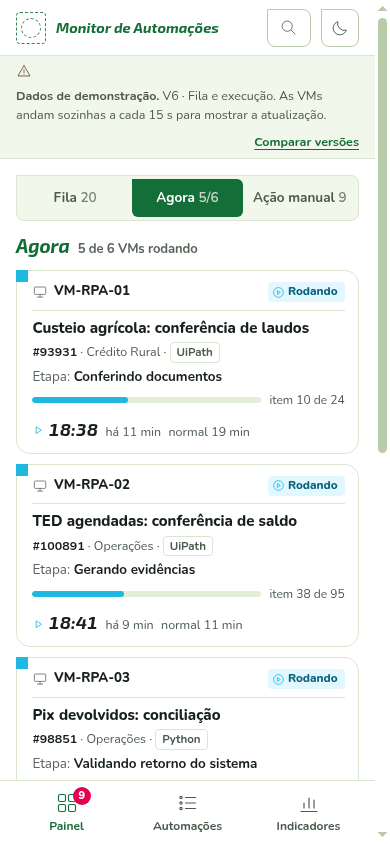 Monitor de Automações
Dados de demonstração. V6 · Fila e execução. As VMs
andam sozinhas a cada 15 s para mostrar a atualização.
Comparar versões
Fila 20
Agora 5/6
Ação manual 9
Agora 5 de 6 VMs rodando
VM-RPA-01
Rodando
Custeio agrícola: conferência de laudos
#93931 · Crédito Rural · UiPath
Etapa: Conferindo documentos
item 10 de 24
18:38 há 11 min normal 19 min
VM-RPA-02
Rodando
TED agendadas: conferência de saldo
#100891 · Operações · UiPath
Etapa: Gerando evidências
item 38 de 95
18:41 há 9 min normal 11 min
VM-RPA-03
Rodando
Pix devolvidos: conciliação
#98851 · Operações · Python
Etapa: Validando retorno do sistema
9
Painel
Automações
Indicadores